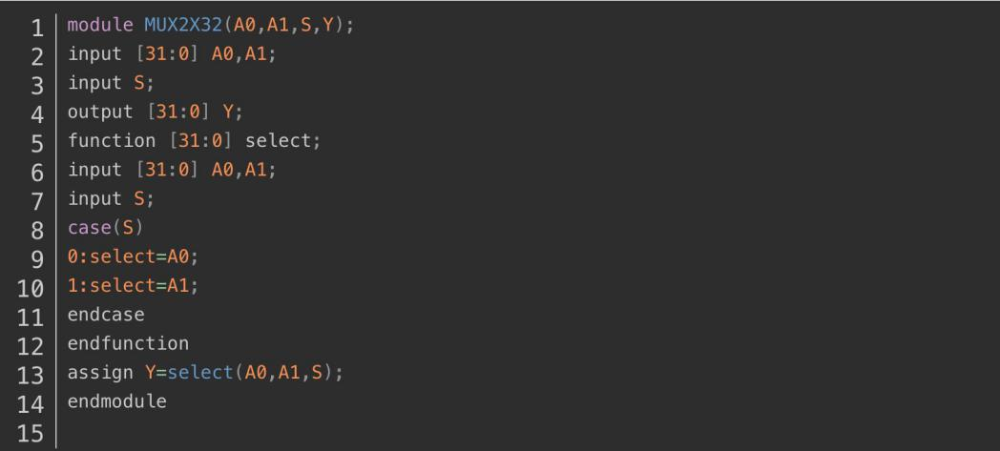 1 module MUX2X32(A0,A1,S,Y);
2 input [31:0] A0,A1;
3 input S;
4 output [31:0] Y;
5 function [31:0] select;
6 input [31:0] A0,A1;
7 input S;
8 case(S)
9 0:select=A0;
10 1:select=A1;
11 endcase
12 endfunction
13 assign Y=select(A0,A1,S);
14 endmodule
15